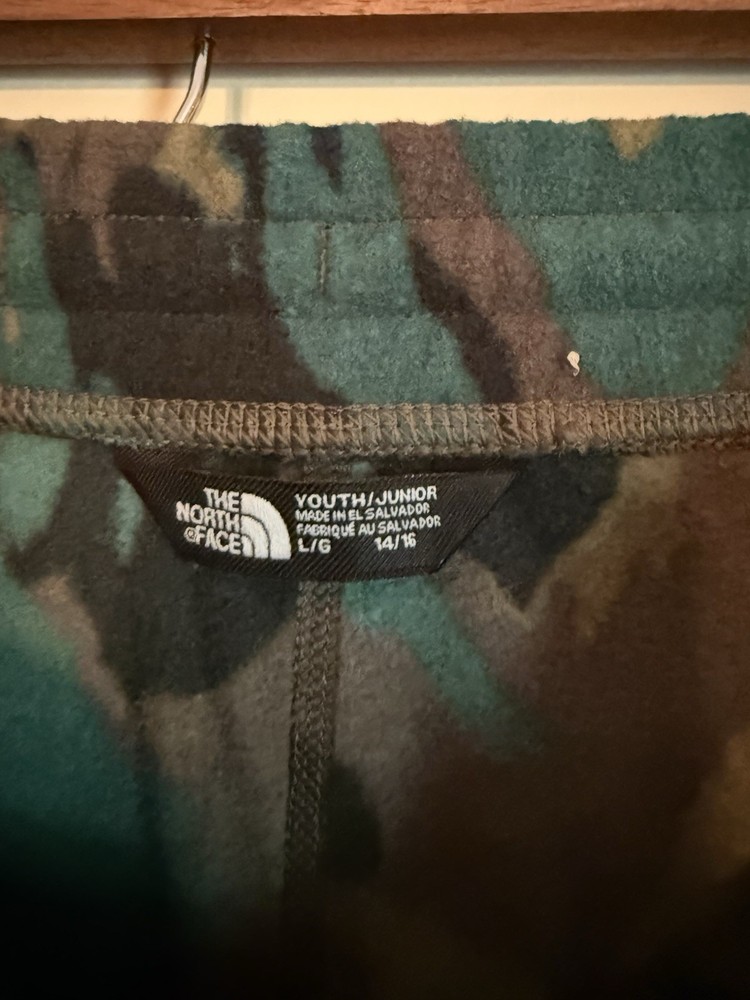 THE
NORTH
®FACE
YOUTH/JUNIOR
MADE IN EL SALVADOR
FABRIQUÉ AU SALVADOR
L/G 14/16